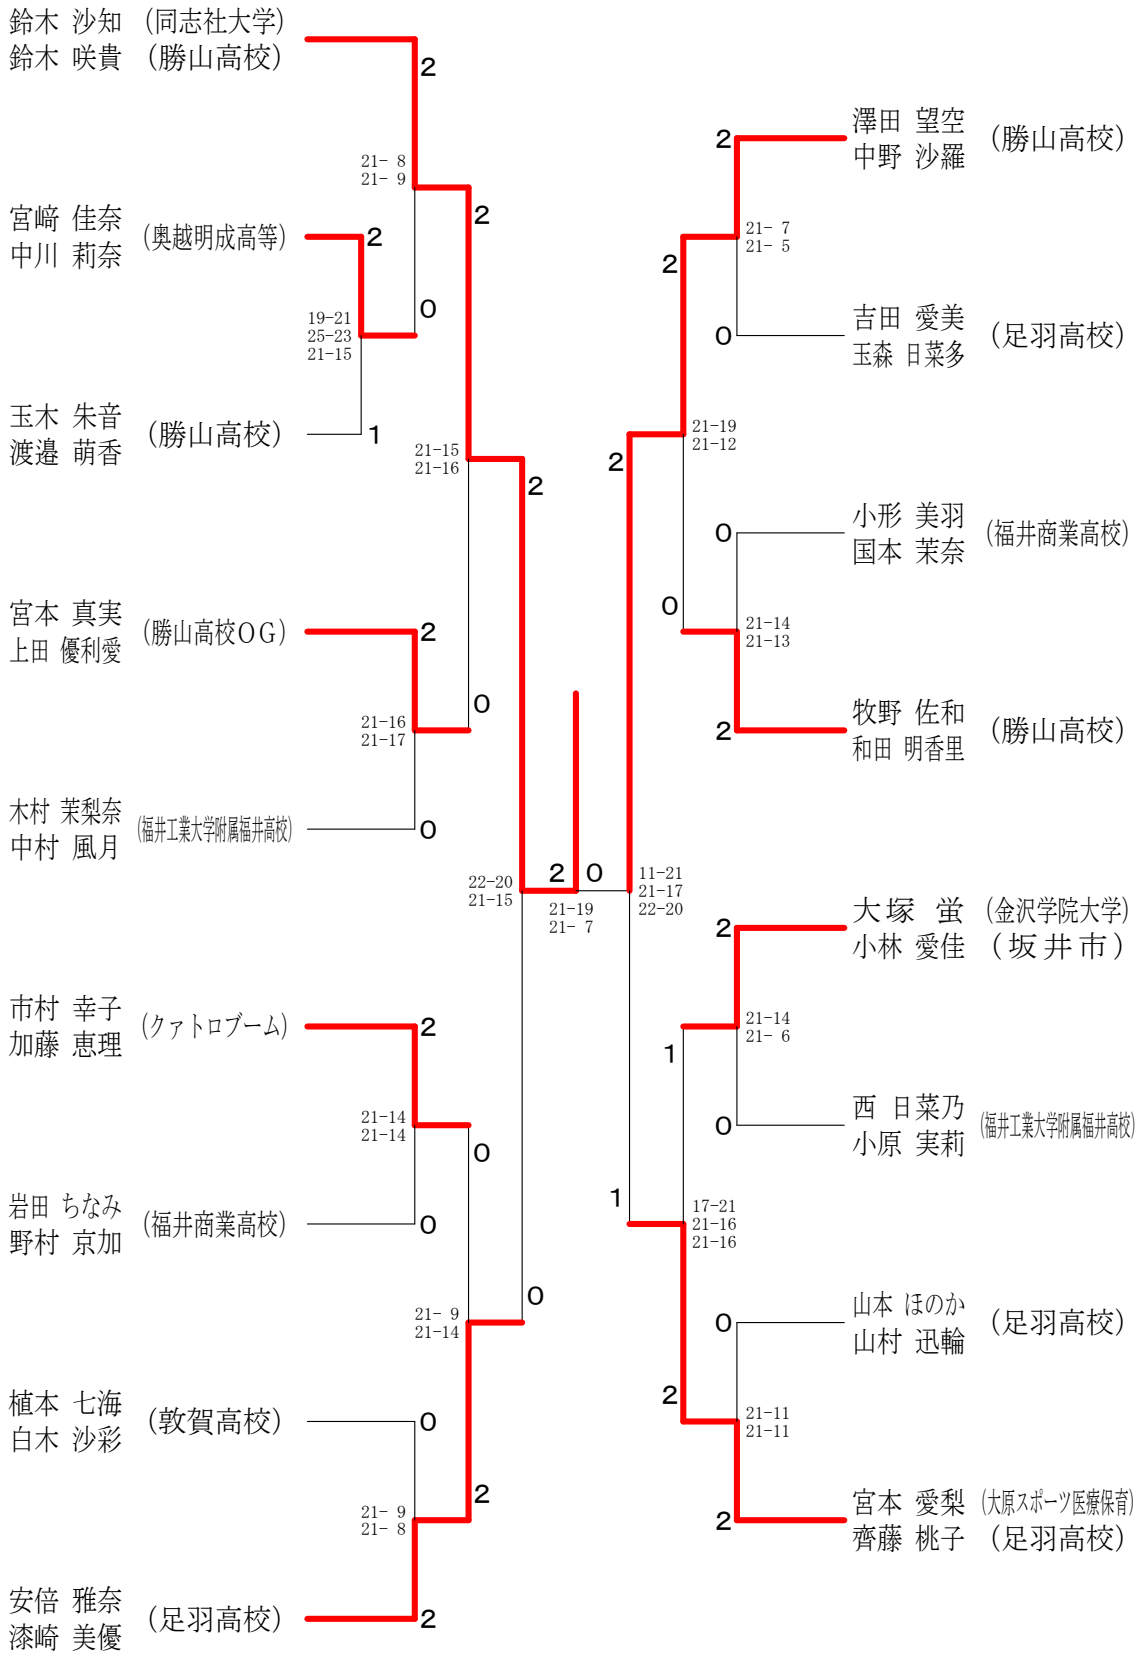 鈴木 沙知 (同志社大学)
鈴木 咲貴 (勝山高校)
2
21- 8
21- 9
2
宮﨑 佳奈
中川 莉奈
(奥越明成高等)
2
19-21
25-23
21-15
0
玉木 朱音
渡邉 萌香
(勝山高校)
1
21-15
21-16
2
宮本 真実
上田 優利愛
(勝山高校OG)
2
21-16
21-17
0
木村 茉梨奈
中村 風月
(福井工業大学附属福井高校)
0
22-20
21-15
2
0
21-19
21- 7
市村 幸子
加藤 恵理
(クァトロブーム)
2
21-14
21-14
0
岩田 ちなみ
野村 京加
(福井商業高校)
0
21- 9
21-14
0
植本 七海
白木 沙彩
(敦賀高校)
0
21- 9
21- 8
2
安倍 雅奈
漆崎 美優
(足羽高校)
2
澤田 望空
中野 沙羅
(勝山高校)
2
21- 7
21- 5
2
吉田 愛美
玉森 日菜多
(足羽高校)
0
21-19
21-12
2
小形 美羽
国本 茉奈
(福井商業高校)
0
21-14
21-13
0
牧野 佐和
和田 明香里
(勝山高校)
2
11-21
21-17
22-20
大塚 蛍 (金沢学院大学)
小林 愛佳 (坂井市)
2
21-14
21- 6
1
西 日菜乃
小原 実莉
(福井工業大学附属福井高校)
0
17-21
21-16
21-16
1
山本 ほのか
山村 迅輪
(足羽高校)
0
21-11
21-11
2
宮本 愛梨 (大原スポーツ医療保育)
齊藤 桃子 (足羽高校)
2